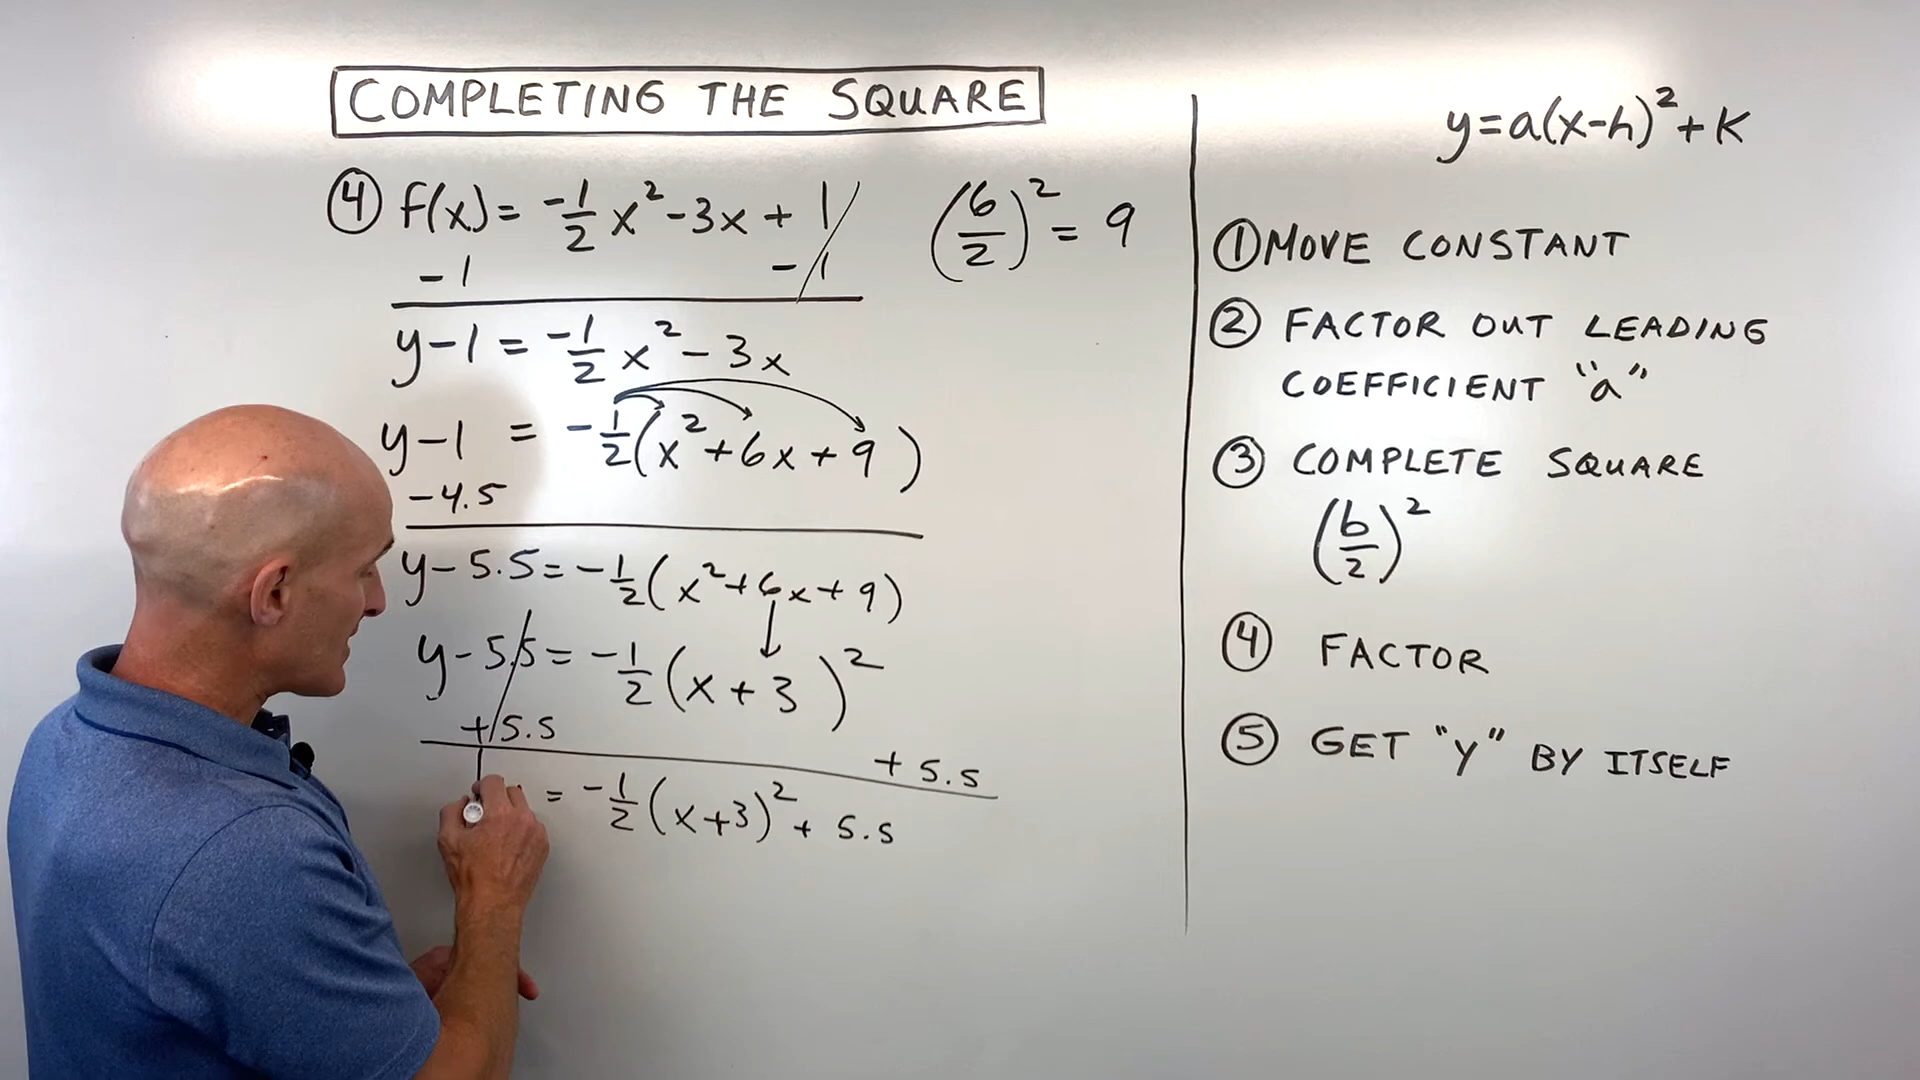 COMPLETING THE SQUARE
④ f(x) = -1/2 x² - 3x + 1
-1 -1
(6/2)² = 9
y - 1 = -1/2 x² - 3x
y - 1 = -1/2 (x² + 6x + 9)
-4.5
y - 5.5 = -1/2 (x² + 6x + 9)
y - 5.5 = -1/2 (x + 3)²
+5.5 +5.5
= -1/2 (x+3)² + 5.5
y = a(x-h)² + k
① MOVE CONSTANT
② FACTOR OUT LEADING
COEFFICIENT "a"
③ COMPLETE SQUARE
(b/2)²
④ FACTOR
⑤ GET "y" BY ITSELF